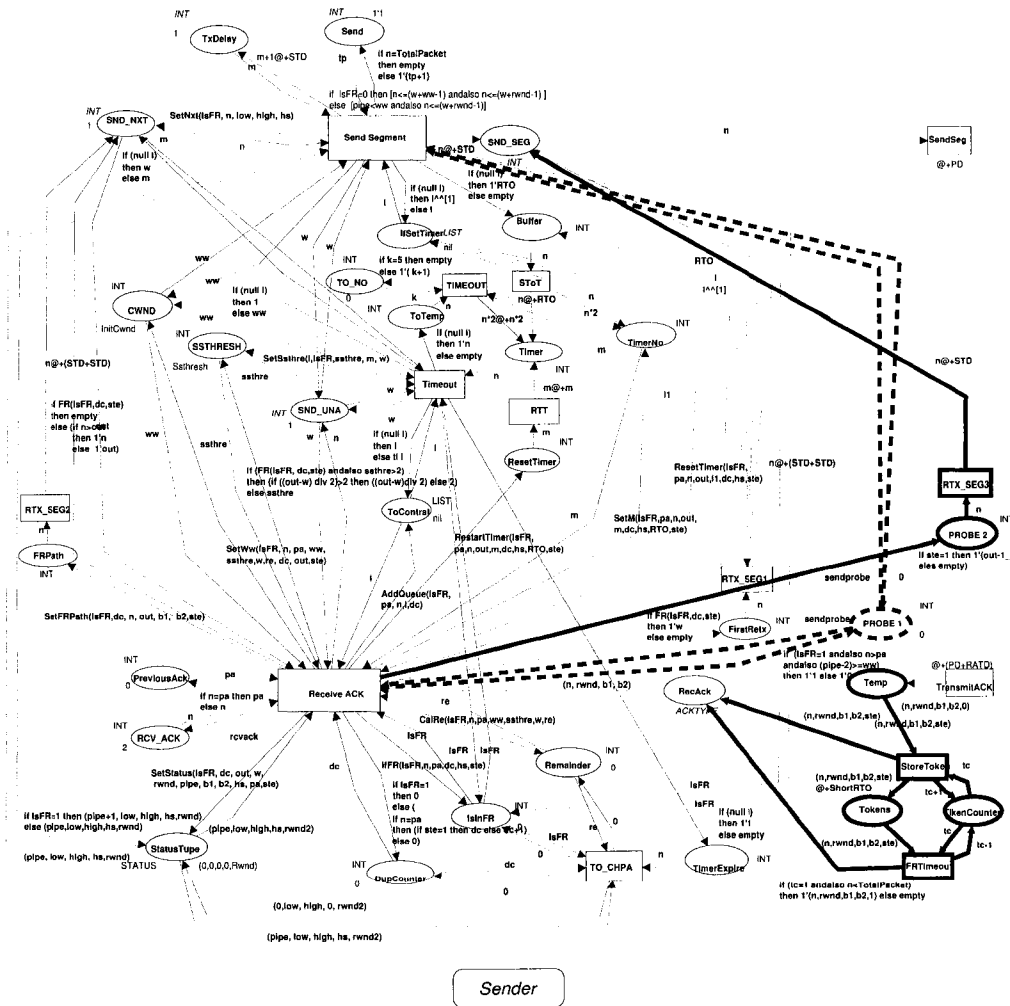 INT
1
TxDelay
INT
1'1
Send
m+1@+STD
m
tp
if n=TotalPacket
then empty
else 1'(tp+1)
if IsFR=0 then [n<=(w+ww-1) andalso n<=(w+rwnd-1) ]
else [pipe<ww andalso n<=(w+rwnd-1)]
INT
1
SND_NXT
SetNxt(IsFR, n, low, high, hs)
m
n
Send Segment
SND_SEG
INT
n@+STD
n
SendSeg
@+PD
if (null l)
then w
else m
if (null l)
then l^^[1]
else l
if (null l)
then 1'RTO
else empty
l
Buffer
INT
LIST
nil
w
w
n
RTO
l^^[1]
ww
ww
INT
TO_NO
0
if k=5 then empty
else 1'( k+1)
k
TIMEOUT
SToT
n@+RTO
n
INT
CWND
InitCwnd
if (null l)
then 1
else ww
ww
ToTemp
n
n*2@+n*2
n
n*2
INT
TimerNo
INT
SSTHRESH
Ssthresh
SetSsthre(l,IsFR,ssthre, m, w)
if (null l)
then 1'n
else empty
Timer
INT
m
n@+STD
n@+(STD+STD)
ssthre
Timeout
n
m@+m
w
RTT
if FR(IsFR,dc,ste)
then empty
else (if n>out
then 1'n
else 1'out)
ww
ssthre
INT
SND_UNA
1
w
n
w
if (null l)
then l
else tl l
l
m
INT
ResetTimer
l1
ResetTimer(IsFR,
pa,n,out,l1,dc,hs,ste)
n@+(STD+STD)
if (FR(IsFR, dc,ste) andalso ssthre>2)
then (if ((out-w) div 2)>2 then ((out-w)div 2) else 2)
else ssthre
RTX_SEG2
n
FRPath
INT
LIST
nil
ToControl
m
SetM(IsFR,pa,n,out,
m,dc,hs,RTO,ste)
RestartTimer(IsFR,
pa,n,out,m,dc,hs,RTO,ste)
RTX_SEG3
n
INT
PROBE 2
if ste=1 then 1'(out-1
eles empty)
SetWw(IsFR, n, pa, ww,
ssthre,w.re, dc, out,ste)
l
AddQueue(IsFR,
pa, n,l,dc)
RTX_SEG1
n
FirstRetx
INT
sendprobe
0
SetFRPath(IsFR,dc, n, out, b1, b2,ste)
if FR(IsFR,dc,ste)
then 1'w
else empty
sendprobe
INT
PROBE 1
0
INT
PreviousAck
0
pa
if n=pa then pa
else n
Receive ACK
re
(n, rwnd, b1, b2)
if (IsFR=1 andalso n>pa
andalso (pipe-2)>=ww)
then 1'1 else 1'0
@+(PD+RATD)
TransmitACK
Temp
RecAck
(n,rwnd,b1,b2,0)
INT
RCV_ACK
2
n
rcvack
CalRe(IsFR,n,pa,ww,ssthre,w,re)
IsFR
IsFR
IsFR
(n,rwnd,b1,b2,ste)
(n,rwnd,b1,b2,ste)
dc
ifFR(IsFR,n,pa,dc,hs,ste)
Remainder
INT
0
StoreToken
tc
SetStatus(IsFR, dc, out, w,
rwnd, pipe, b1, b2, hs, pa,ste)
if IsFR=1
then 0
else (
if n=pa
then (if ste=1 then dc else dc+1)
else 0)
INT
IsInFR
0
(n,rwnd,b1,b2,ste)
@+ShortRTO
tc+1
if IsFR=1 then (pipe+1, low, high, hs,rwnd)
else (pipe,low,high,hs,rwnd)
(pipe,low,high,hs,rwnd2)
IsFR
0
re
IsFR
IsFR
if (null l)
then 1'1
else empty
Tokens
TokenCounter
(n,rwnd,b1,b2,ste)
tc
tc-1
(pipe, low, high, hs,rwnd)
StatusType
STATUS
(0,0,0,0,Rwnd)
INT
0
DupCounter
dc
0
0
TO_CHPA
n
TimerExpire
INT
FRTimeout
if (tc=1 andalso n<TotalPacket)
then 1'(n,rwnd,b1,b2,1) else empty
(0,low, high, 0, rwnd2)
(pipe, low, high, hs, rwnd2)
Sender